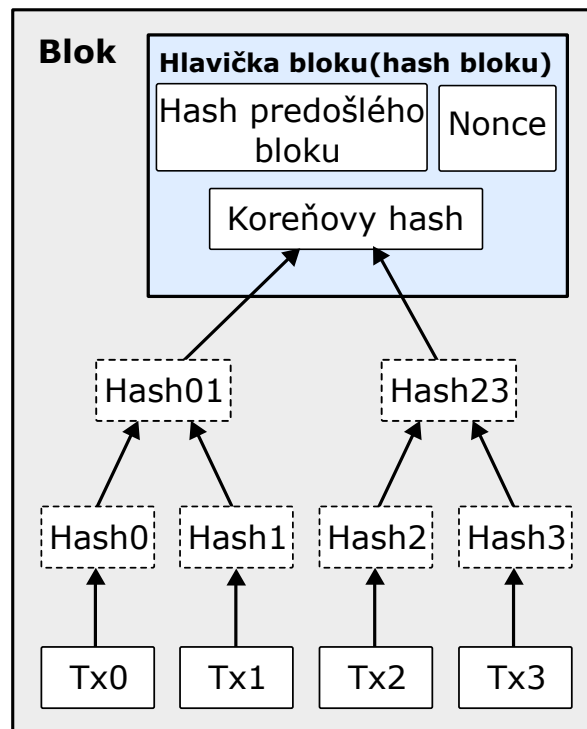 Blok
Hlavička bloku(hash bloku)
Hash predošlého
bloku
Nonce
Koreňovy hash
Hash01
Hash23
Hash0
Hash1
Hash2
Hash3
Tx0
Tx1
Tx2
Tx3